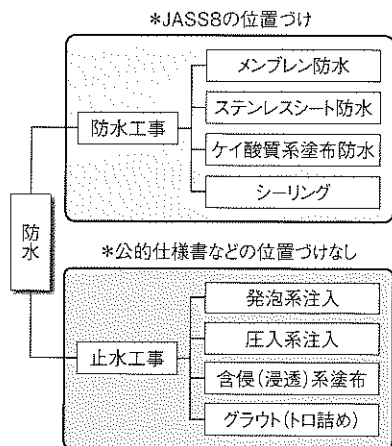 *JASS8の位置づけ
メンブレン防水
ステンレスシート防水
防水工事
ケイ酸質系塗布防水
シーリング
防水
*公的仕様書などの位置づけなし
発泡系注入
圧入系注入
止水工事
含侵(浸透)系塗布
グラウト(トロ詰め)